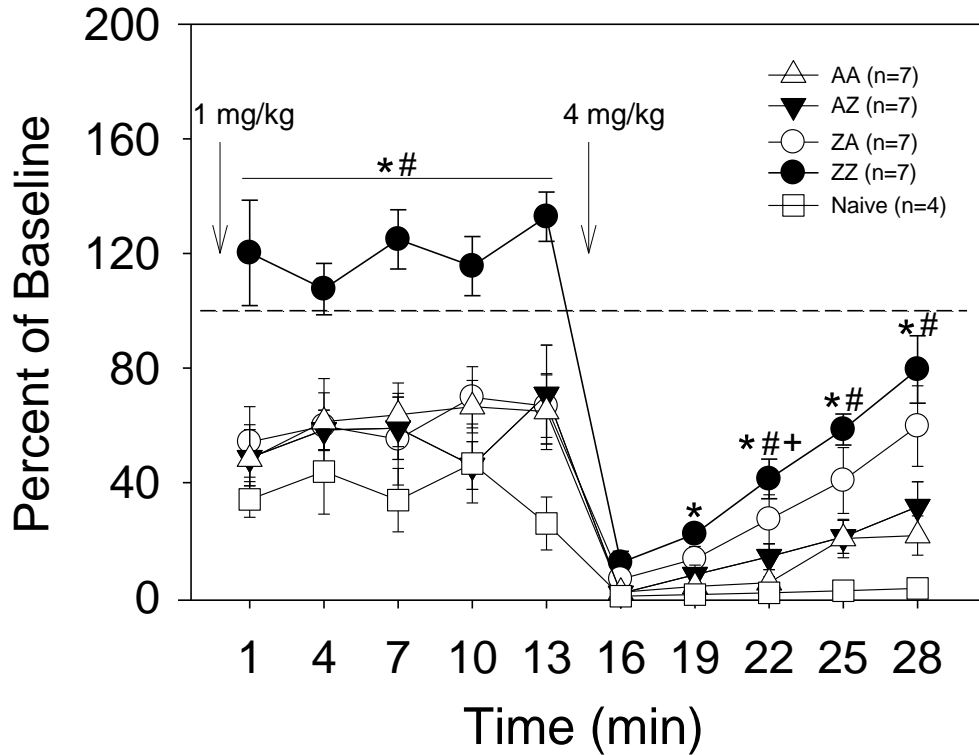 200
160
120
80
40
0
Percent of Baseline
1 mg/kg
4 mg/kg
*#
*
*#+
*#
*#
AA (n=7)
AZ (n=7)
ZA (n=7)
ZZ (n=7)
Naive (n=4)
1 4 7 10 13 16 19 22 25 28
Time (min)